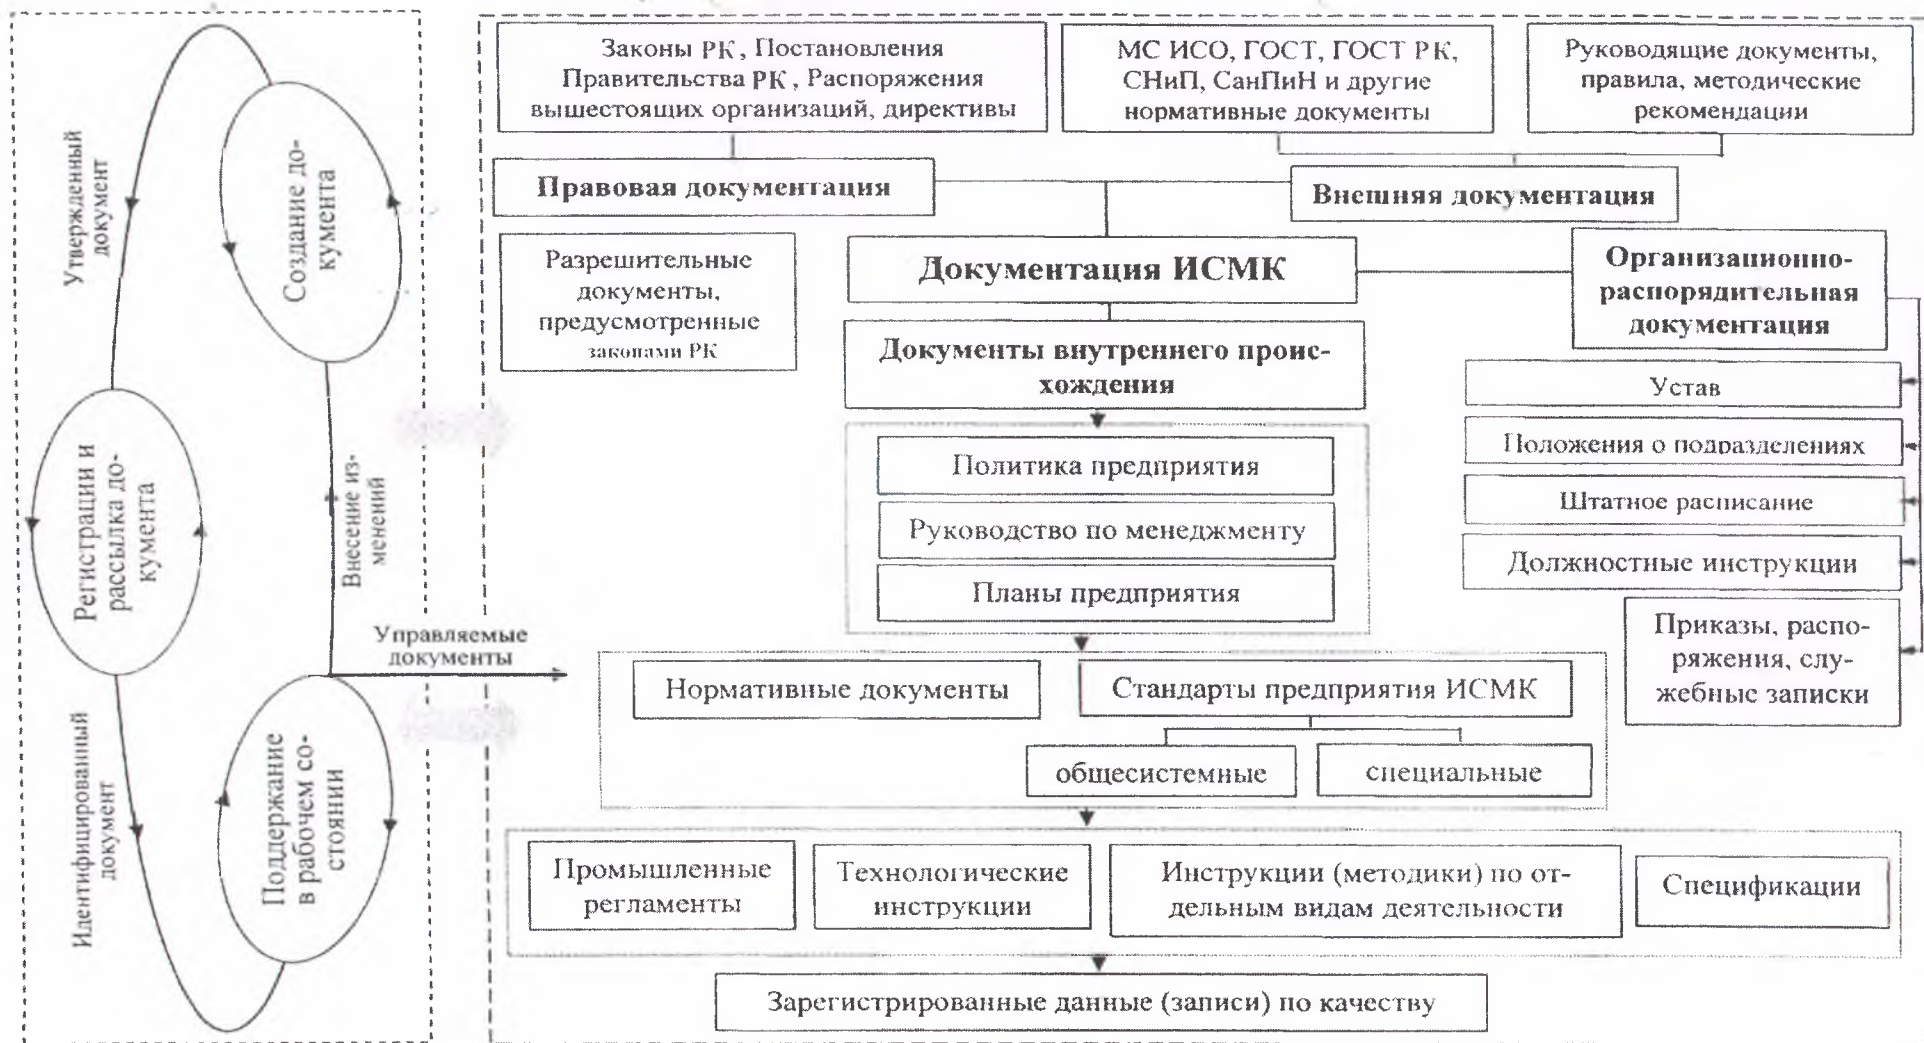 Утвержденный
документ
Создание до-
кумента
Регистрации и
рассылка до-
кумента
Внесение из-
менений
Идентифицированный
документ
Поддержание
в рабочем со-
стоянии
Управляемые
документы
Законы РК, Постановления
Правительства РК, Распоряжения
вышестоящих организаций, директивы
МС ИСО, ГОСТ, ГОСТ РК,
СНиП, СанПиН и другие
нормативные документы
Руководящие документы,
правила, методические
рекомендации
Правовая документация
Внешняя документация
Разрешительные
документы,
предусмотренные
законами РК
Документация ИСМК
Организационно-
распорядительная
документация
Документы внутреннего проис-
хождения
Устав
Положения о подразделениях
Штатное расписание
Должностные инструкции
Приказы, распо-
ряжения, слу-
жебные записки
Политика предприятия
Руководство по менеджменту
Планы предприятия
Нормативные документы
Стандарты предприятия ИСМК
общесистемные
специальные
Промышленные
регламенты
Технологические
инструкции
Инструкции (методики) по от-
дельным видам деятельности
Спецификации
Зарегистрированные данные (записи) по качеству